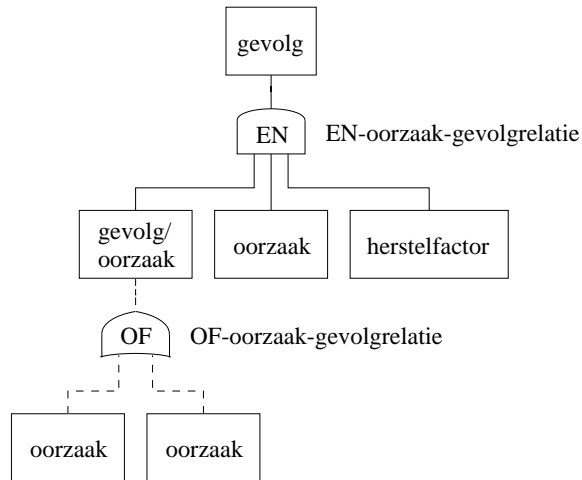 gevolg
EN
EN-oorzaak-gevolgrelatie
gevolg/
oorzaak
oorzaak
herstelfactor
OF
OF-oorzaak-gevolgrelatie
oorzaak
oorzaak